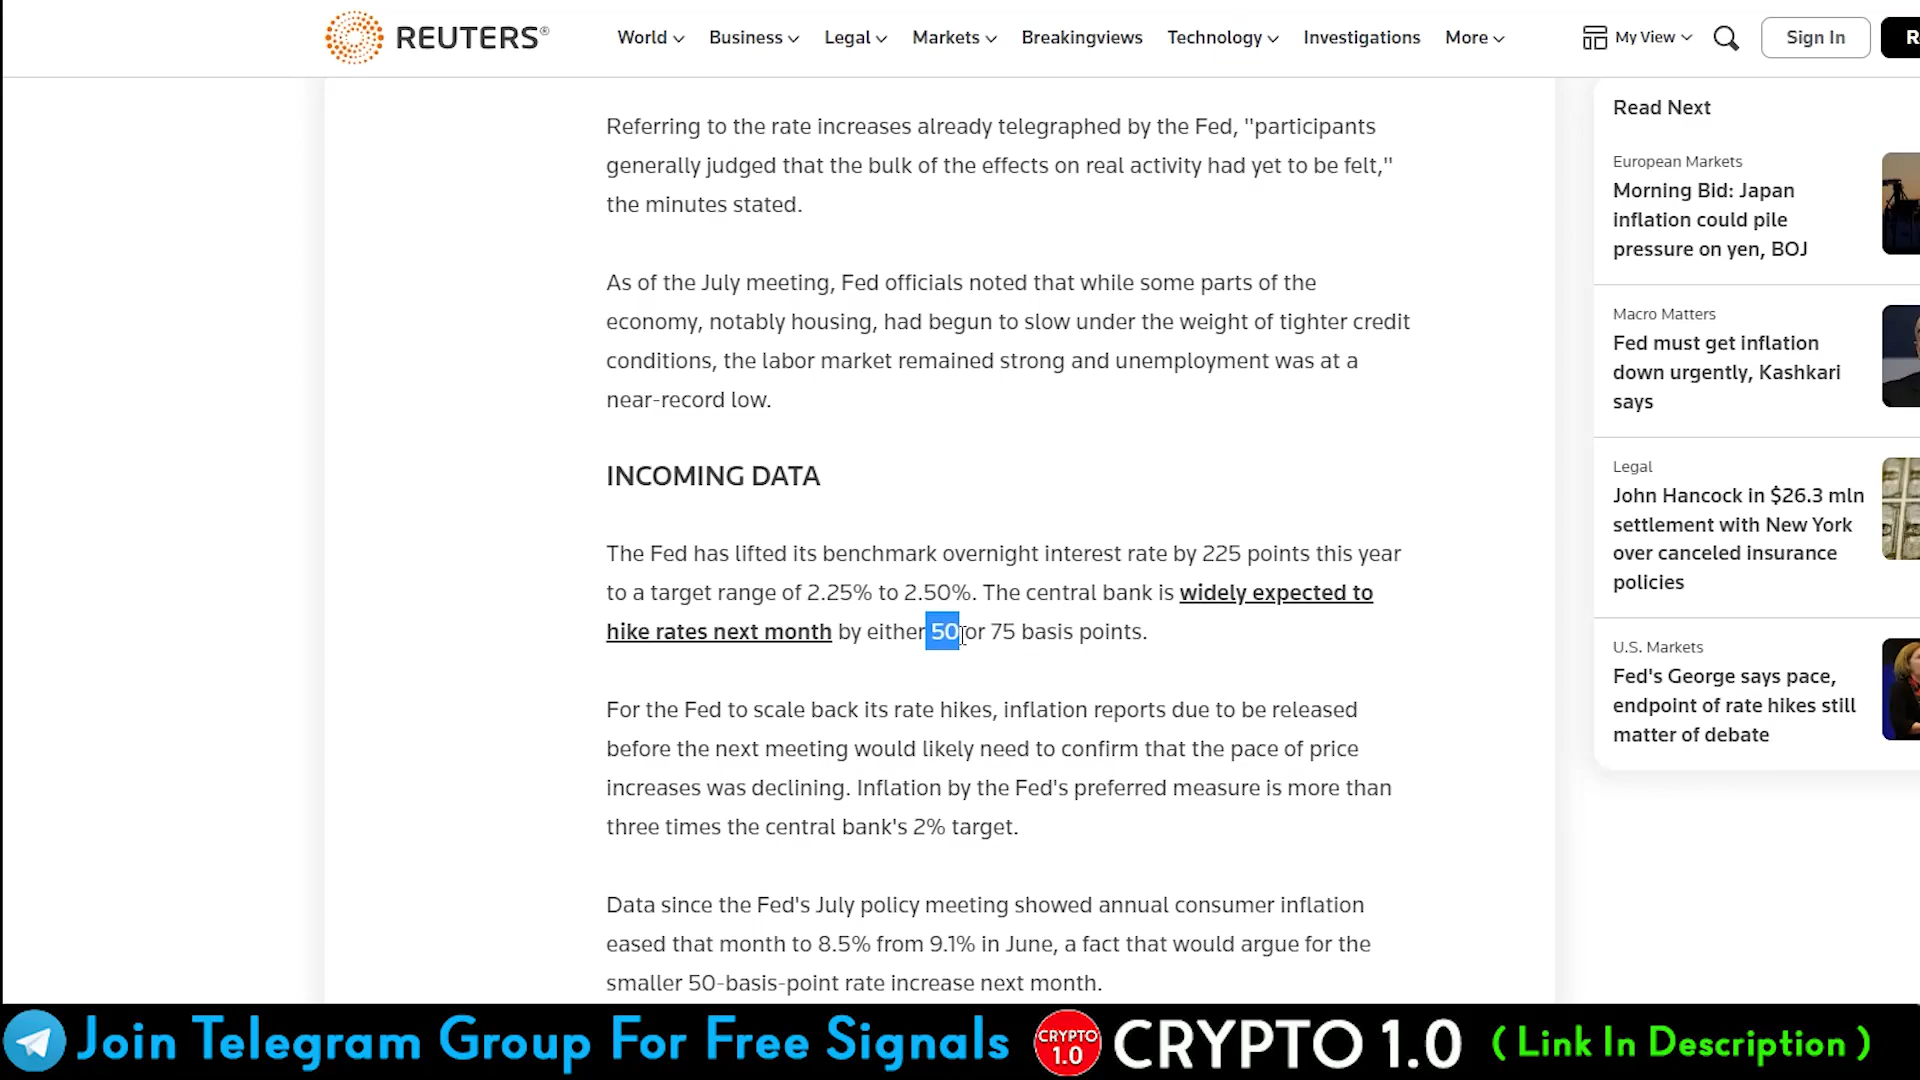 REUTERS®
World
Business
Legal
Markets
Breakingviews
Technology
Investigations
More
My View
Sign In
R
Referring to the rate increases already telegraphed by the Fed, "participants
generally judged that the bulk of the effects on real activity had yet to be felt,"
the minutes stated.
As of the July meeting, Fed officials noted that while some parts of the
economy, notably housing, had begun to slow under the weight of tighter credit
conditions, the labor market remained strong and unemployment was at a
near-record low.
INCOMING DATA
The Fed has lifted its benchmark overnight interest rate by 225 points this year
to a target range of 2.25% to 2.50%. The central bank is widely expected to
hike rates next month by either 50 or 75 basis points.
For the Fed to scale back its rate hikes, inflation reports due to be released
before the next meeting would likely need to confirm that the pace of price
increases was declining. Inflation by the Fed's preferred measure is more than
three times the central bank's 2% target.
Data since the Fed's July policy meeting showed annual consumer inflation
eased that month to 8.5% from 9.1% in June, a fact that would argue for the
smaller 50-basis-point rate increase next month.
Read Next
European Markets
Morning Bid: Japan
inflation could pile
pressure on yen, BOJ
Macro Matters
Fed must get inflation
down urgently, Kashkari
says
Legal
John Hancock in $26.3 mln
settlement with New York
over canceled insurance
policies
U.S. Markets
Fed's George says pace,
endpoint of rate hikes still
matter of debate
Join Telegram Group For Free Signals
CRYPTO
1.0
CRYPTO 1.0
( Link In Description )